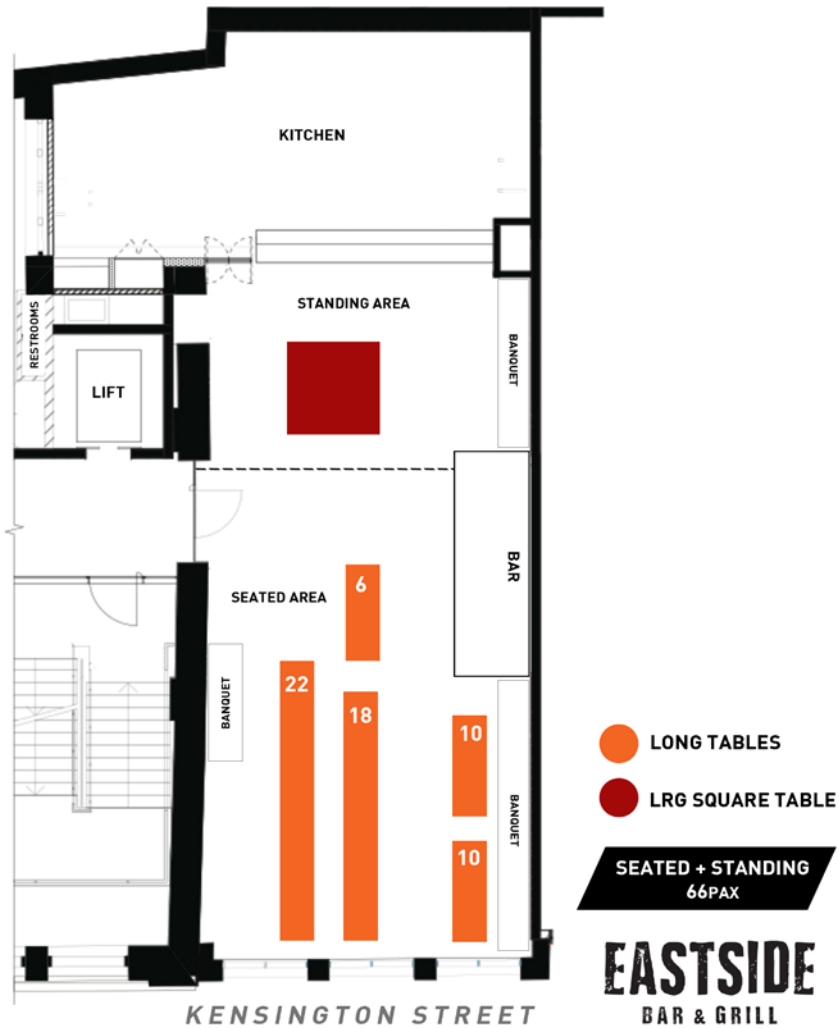 KITCHEN
STANDING AREA
RESTROOMS
BANQUET
LIFT
BAR
6
SEATED AREA
22
BANQUET
18
10
LONG TABLES
LRG SQUARE TABLE
BANQUET
10
SEATED + STANDING
66PAX
EASTSIDE
BAR & GRILL
KENSINGTON STREET